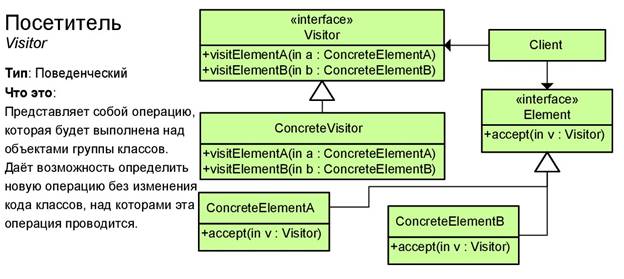 Посетитель
Visitor
Тип: Поведенческий
Что это:
Представляет собой операцию,
которая будет выполнена над
объектами группы классов.
Даёт возможность определить
новую операцию без изменения
кода классов, над которыми эта
операция проводится.
«interface»
Visitor
+visitElementA(in a : ConcreteElementA)
+visitElementB(in b : ConcreteElementB)
Client
«interface»
Element
+accept(in v : Visitor)
ConcreteVisitor
+visitElementA(in a : ConcreteElementA)
+visitElementB(in b : ConcreteElementB)
ConcreteElementA
+accept(in v : Visitor)
ConcreteElementB
+accept(in v : Visitor)